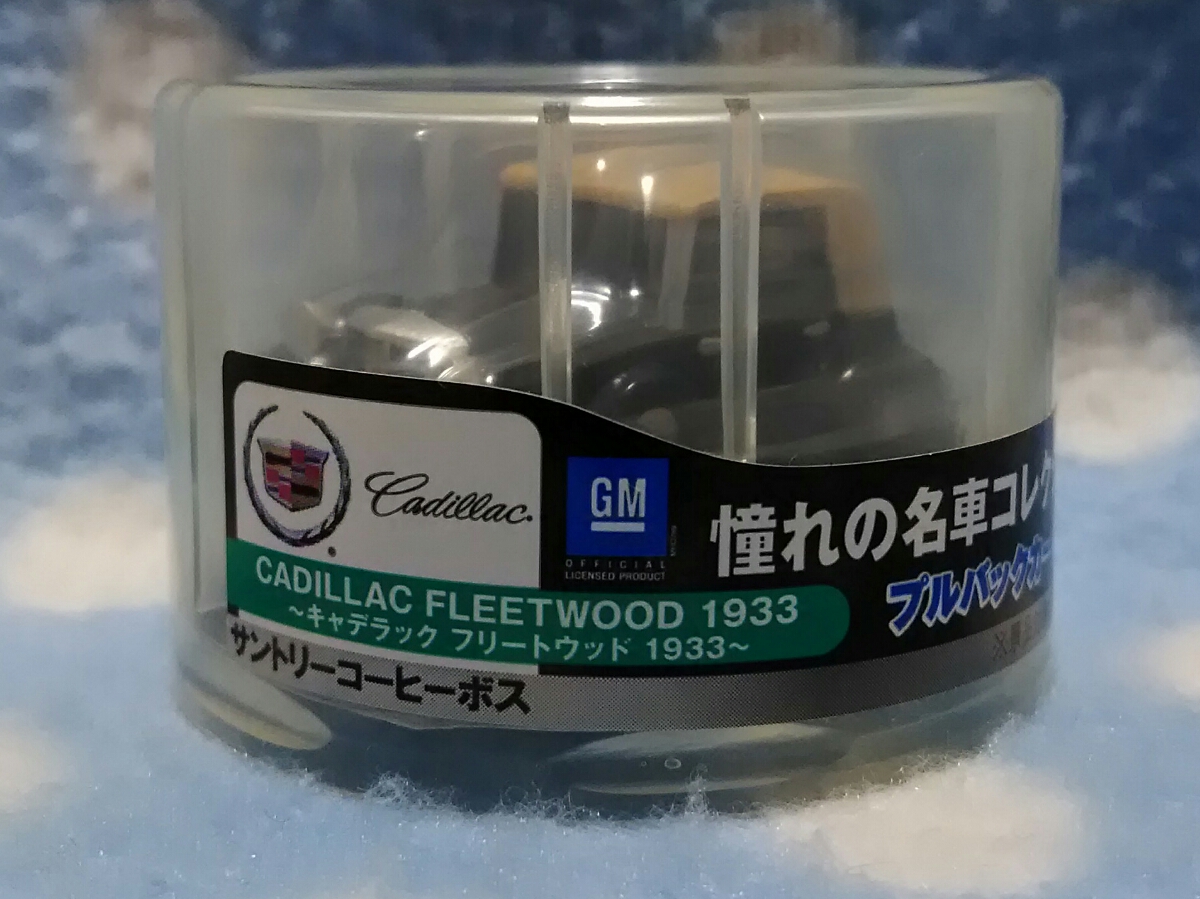 Cadillac.
GM
OFFICIAL
LICENSED PRODUCT
憧れの名車コレク
プルバックカー
CADILLAC FLEETWOOD 1933
～キャデラック フリートウッド 1933～
サントリーコーヒーボス